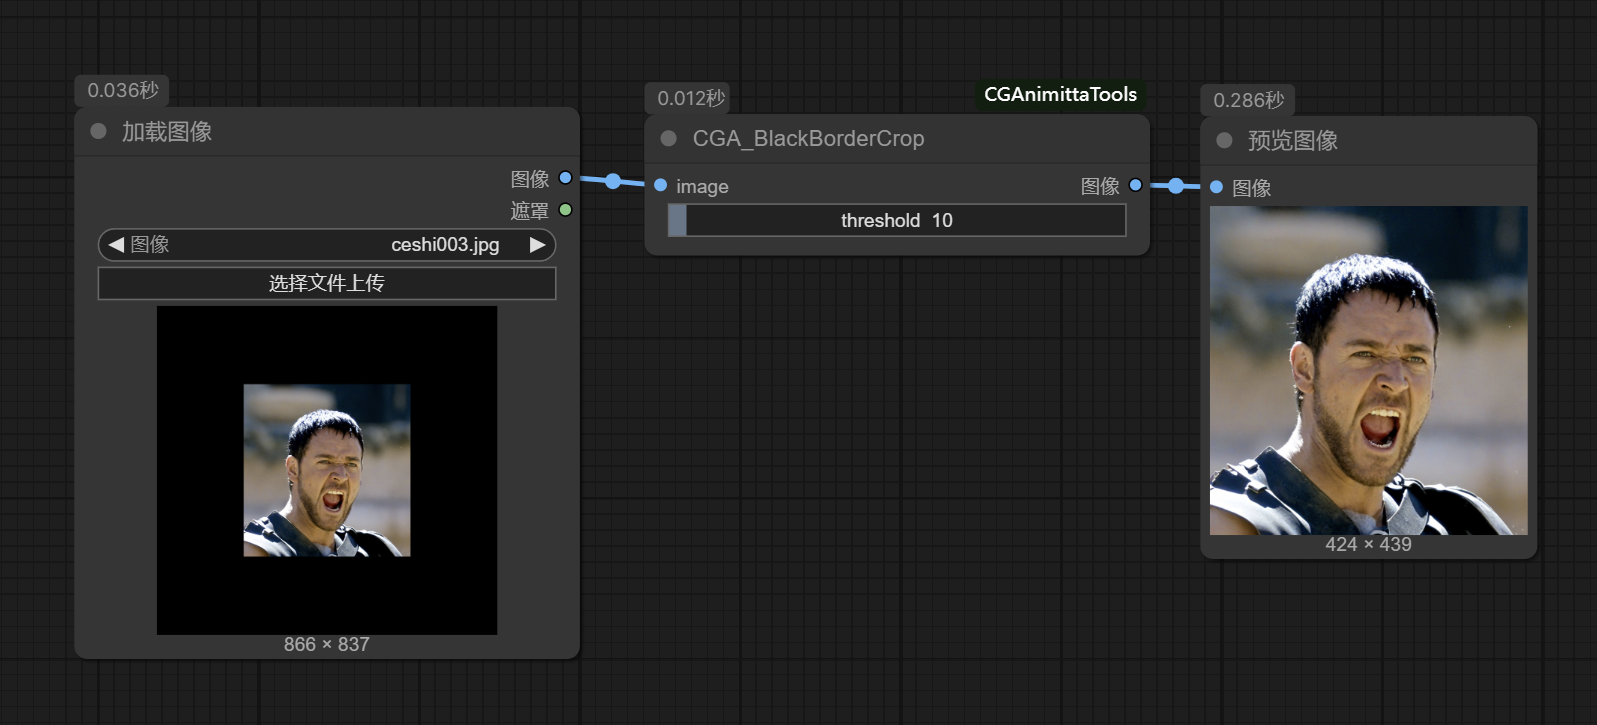 0.036秒
加载图像
图像
遮罩
图像 ceshi003.jpg
选择文件上传
866 × 837
0.012秒
CGAnimittaTools
CGA_BlackBorderCrop
image 图像
threshold 10
0.286秒
预览图像
图像
424 × 439